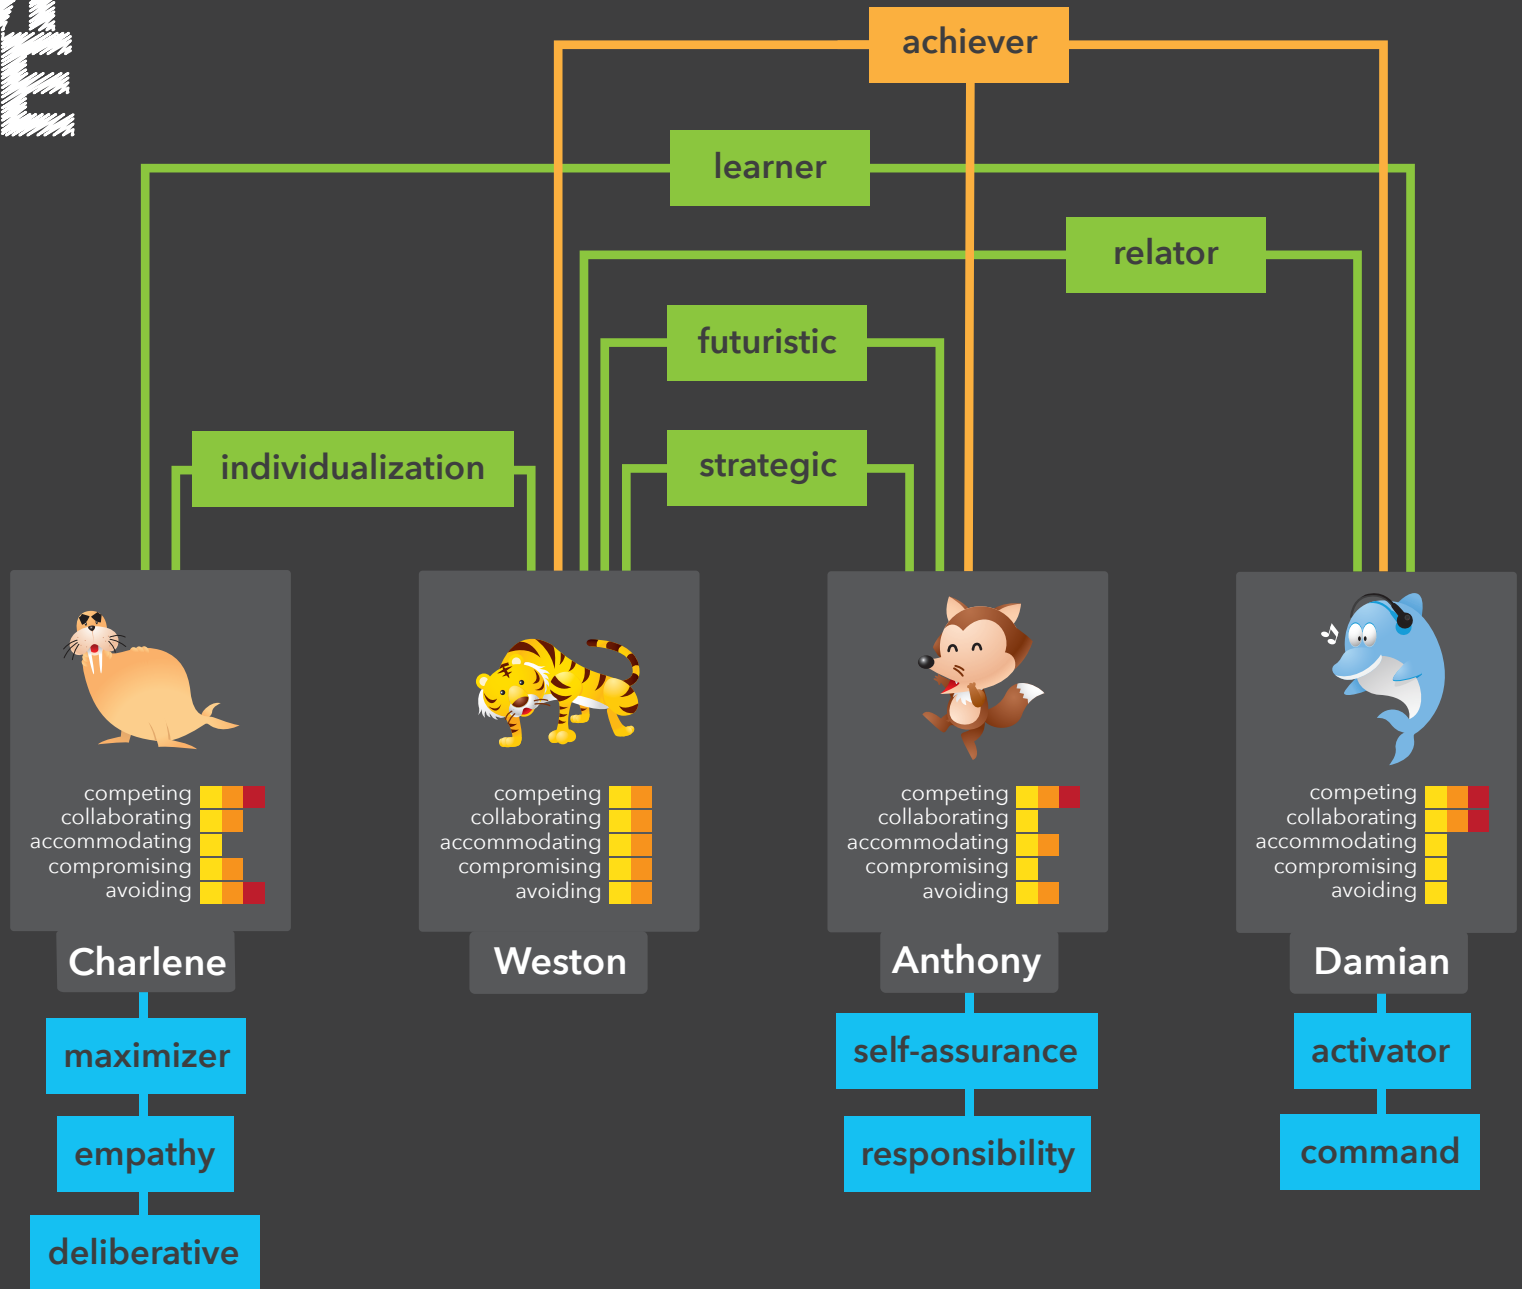 E
achiever
learner
relator
futuristic
individualization
strategic
competing
collaborating
accommodating
compromising
avoiding
Charlene
maximizer
empathy
deliberative
competing
collaborating
accommodating
compromising
avoiding
Weston
competing
collaborating
accommodating
compromising
avoiding
Anthony
self-assurance
responsibility
competing
collaborating
accommodating
compromising
avoiding
Damian
activator
command